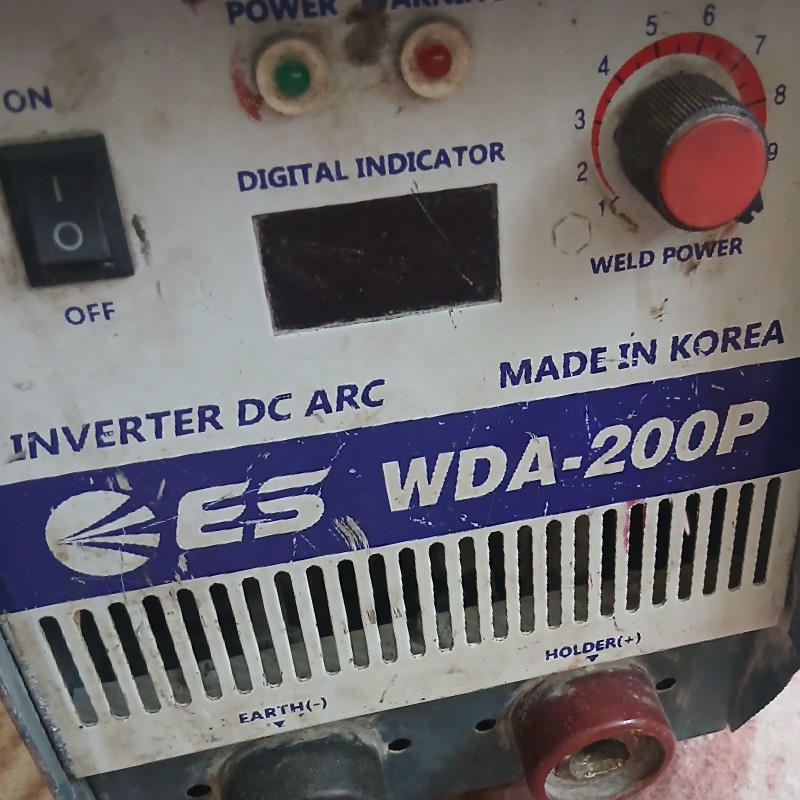 POWER WARNING
ON
OFF
DIGITAL INDICATOR
1 2 3 4 5 6 7 8 9
WELD POWER
INVERTER DC ARC
MADE IN KOREA
ES WDA-200P
EARTH(-)
HOLDER(+)